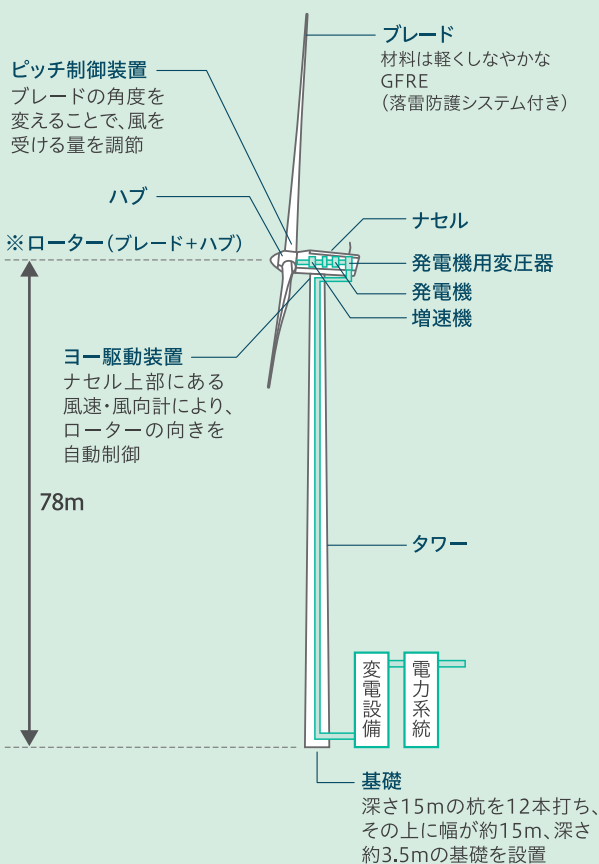 ブレード
材料は軽くしなやかな
GFRE
(落雷防護システム付き)
ピッチ制御装置
ブレードの角度を
変えることで、風を
受ける量を調節
ハブ
※ローター(ブレード+ハブ)
ナセル
発電機用変圧器
発電機
増速機
ヨー駆動装置
ナセル上部にある
風速・風向計により、
ローターの向きを
自動制御
78m
タワー
変電設備
電力系統
基礎
深さ15mの杭を12本打ち、
その上に幅が約15m、深さ
約3.5mの基礎を設置